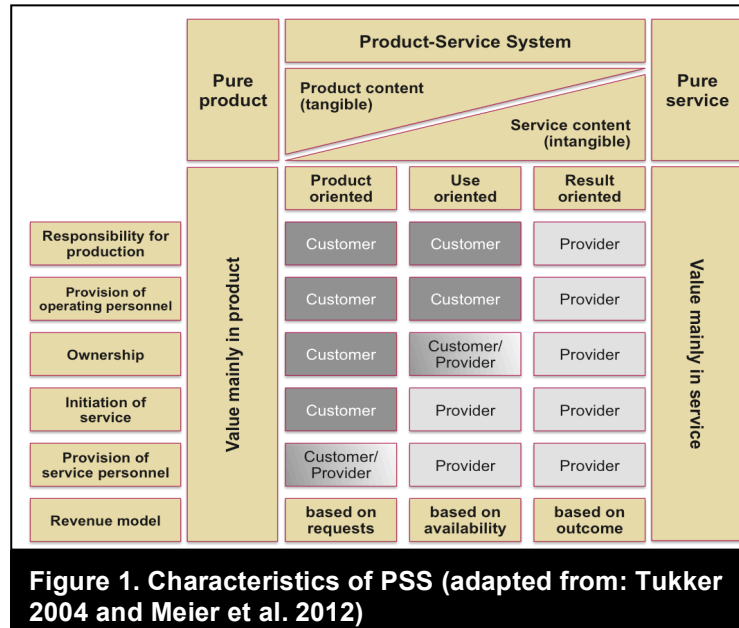 Pure
product
Product-Service System
Product content
(tangible)
Service content
(intangible)
Pure
service
Value mainly in product
Product
oriented
Use
oriented
Result
oriented
Value mainly in service
Responsibility for
production
Customer
Customer
Provider
Provision of
operating personnel
Customer
Customer
Provider
Ownership
Customer
Customer/
Provider
Provider
Initiation of
service
Customer
Provider
Provider
Provision of
service personnel
Customer/
Provider
Provider
Provider
Revenue model
based on
requests
based on
availability
based on
outcome
Figure 1. Characteristics of PSS (adapted from: Tukker
2004 and Meier et al. 2012)